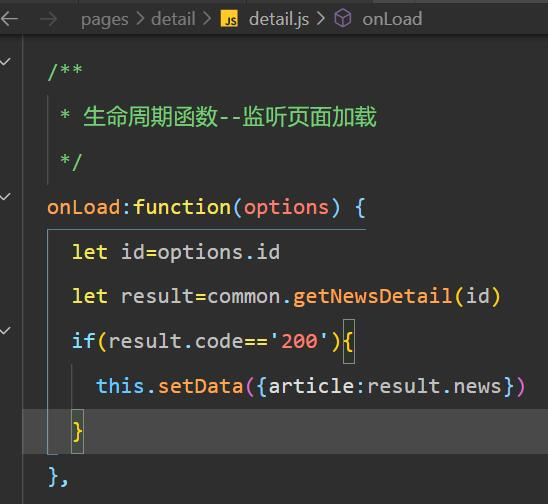 pages > detail > JS detail.js > onLoad
/**
* 生命周期函数--监听页面加载
*/
onLoad:function(options) {
let id=options.id
let result=common.getNewsDetail(id)
if(result.code=='200'){
this.setData({article:result.news})
}
},